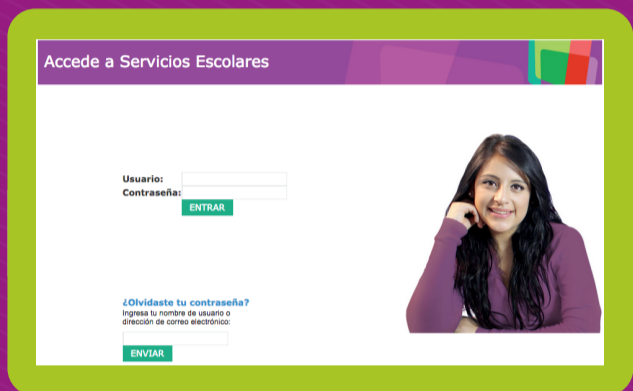 Accede a Servicios Escolares
Usuario:
Contraseña:
ENTRAR
¿Olvidaste tu contraseña?
Ingresa tu nombre de usuario o
dirección de correo electrónico:
ENVIAR